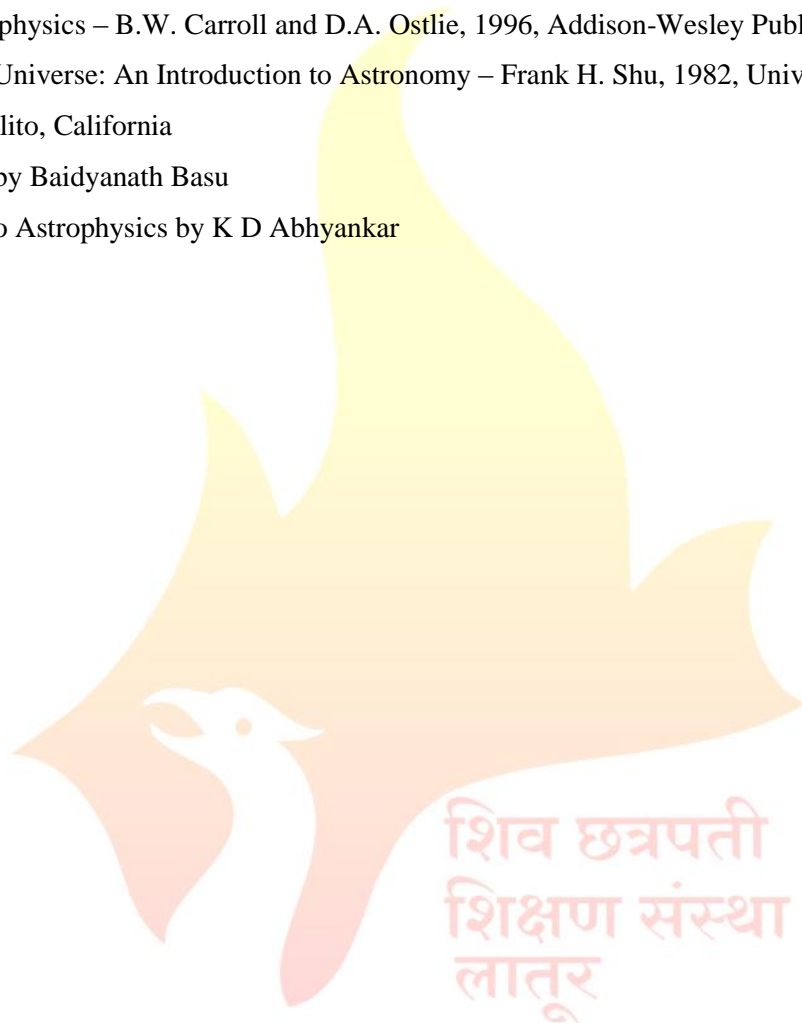 physics – B.W. Carroll and D.A. Ostlie, 1996, Addison-Wesley Publ
Universe: An Introduction to Astronomy – Frank H. Shu, 1982, Univ
lito, California
by Baidyanath Basu
o Astrophysics by K D Abhyankar
शिव छत्रपती
शिक्षण संस्था
लातूर